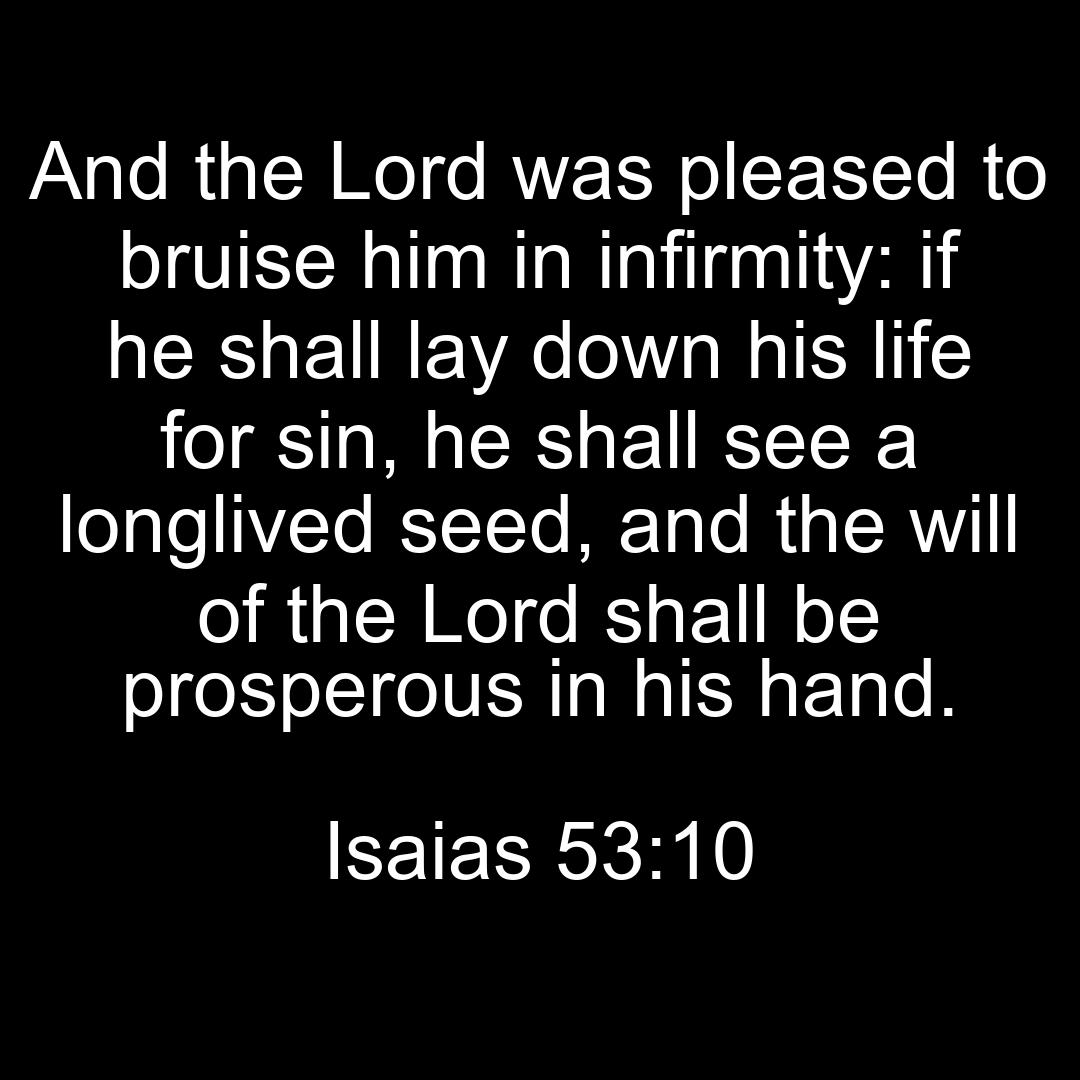 And the Lord was pleased to
bruise him in infirmity: if
he shall lay down his life
for sin, he shall see a
longlived seed, and the will
of the Lord shall be
prosperous in his hand.
Isaias 53:10